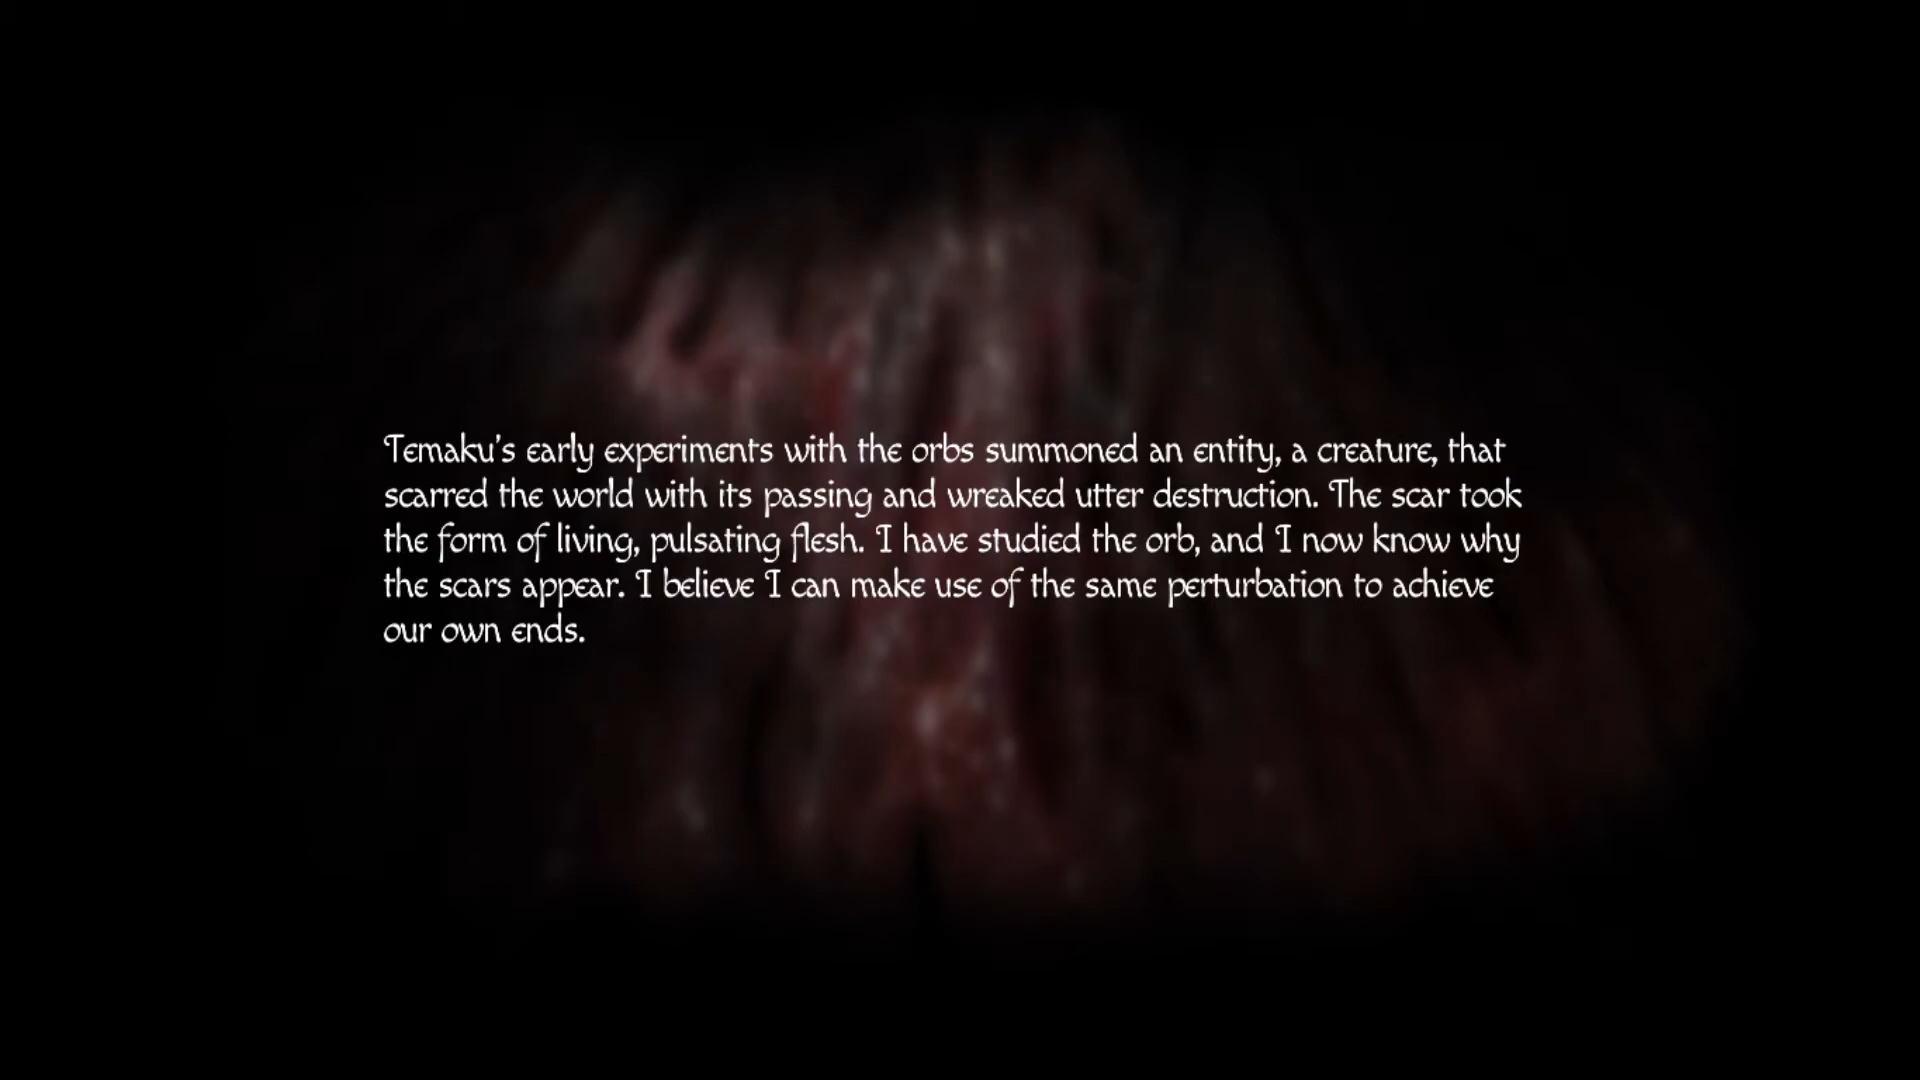 Temaku's early experiments with the orbs summoned an entity, a creature, that
scarred the world with its passing and wreaked utter destruction. The scar took
the form of living, pulsating flesh. I have studied the orb, and I now know why
the scars appear. I believe I can make use of the same perturbation to achieve
our own ends.